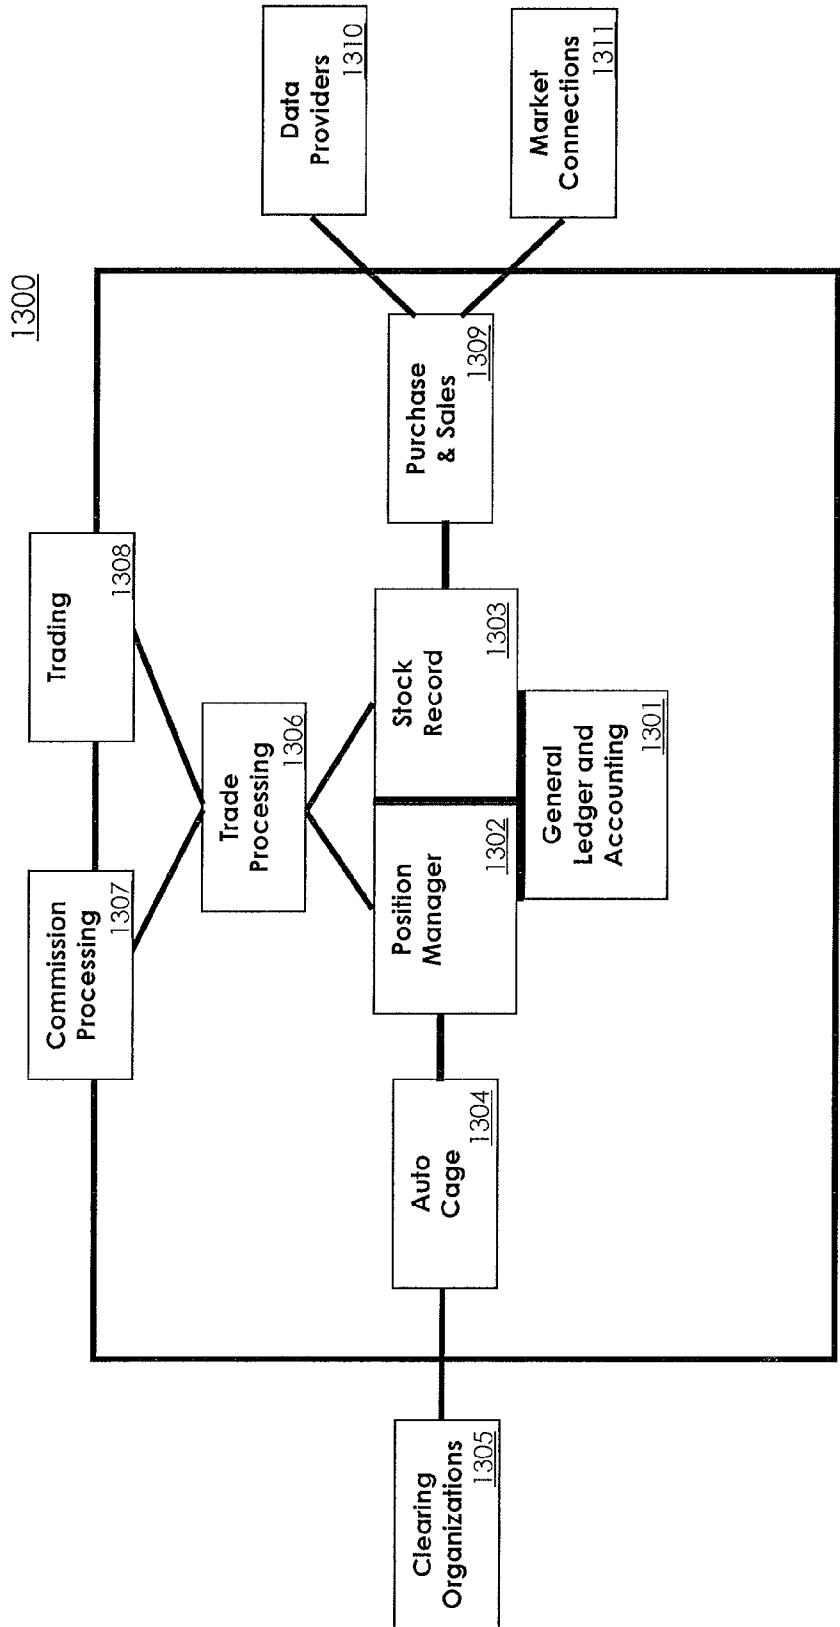 1300
Commission
Processing
1307
Trading
1308
Trade
Processing
1306
Data
Providers
1310
Market
Connections
1311
Clearing
Organizations
1305
Auto
Cage
1304
Position
Manager
1302
Stock
Record
1303
Purchase
& Sales
1309
General
Ledger and
Accounting
1301